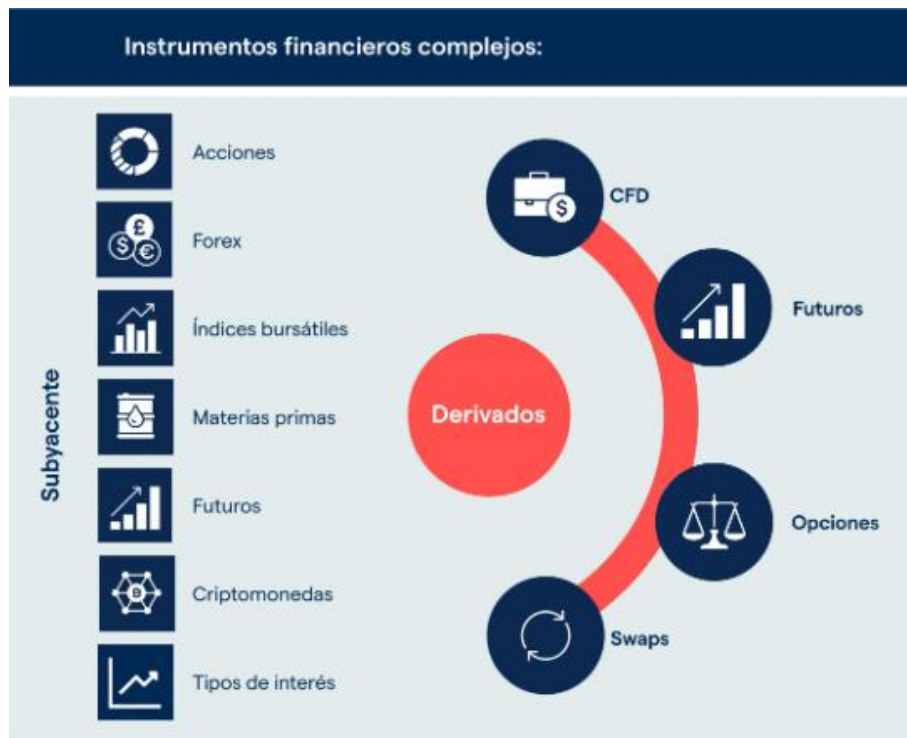 Instrumentos financieros complejos:
Subyacente
Acciones
Forex
Índices bursátiles
Materias primas
Futuros
Criptomonedas
Tipos de interés
Derivados
CFD
Futuros
Opciones
Swaps